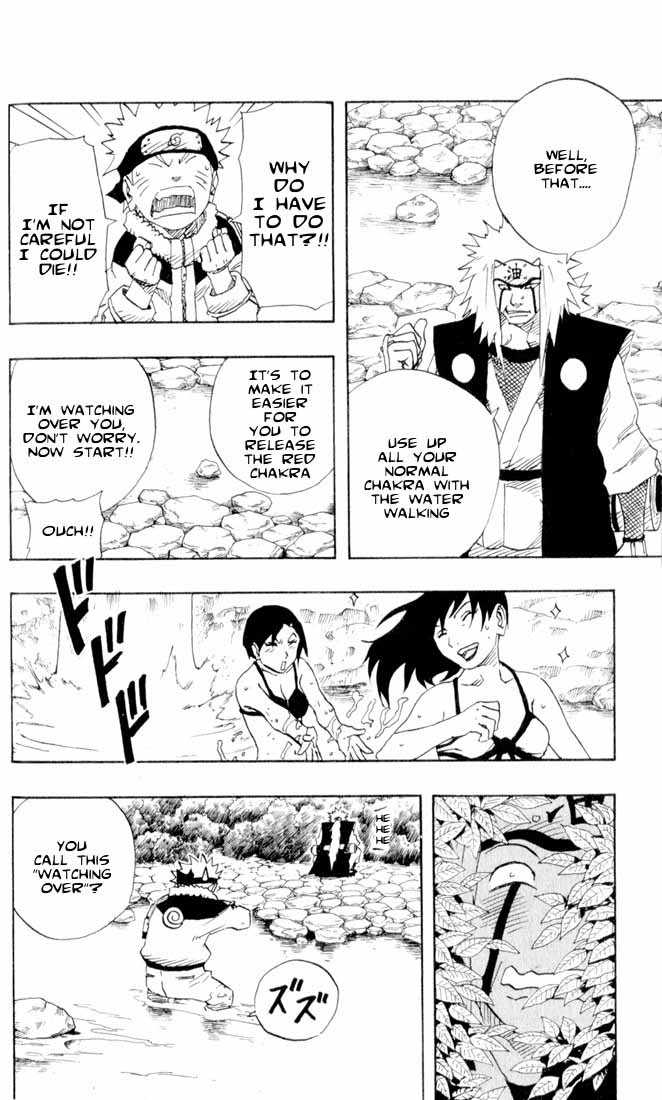 WELL,
BEFORE
THAT....
油
USE UP
ALL YOUR
NORMAL
CHAKRA WITH
THE WATER
WALKING
WHY
DO
I HAVE
TO DO
THAT?!!
IF
I'M NOT
CAREFUL
I COULD
DIE!!
IT'S TO
MAKE IT
EASIER
FOR
YOU TO
RELEASE
THE RED
CHAKRA
I'M WATCHING
OVER YOU,
DON'T WORRY.
NOW START!!
OUCH!!
ドドド
HE
HE
HE
YOU
CALL THIS
"WATCHING
OVER"?
ズズ